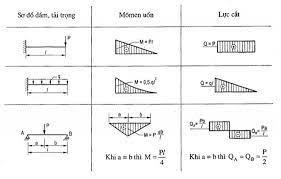 Sơ đồ dầm, tải trọng
Mômen uốn
Lực cắt
P
l
M = Pl
Q = P
l
M = 0,5.q l²
Q = ql
a
b
P
A
B
l
a
b
Khi a = b thì M = Pl/4
Khi a = b thì Q_A = Q_B = P/2